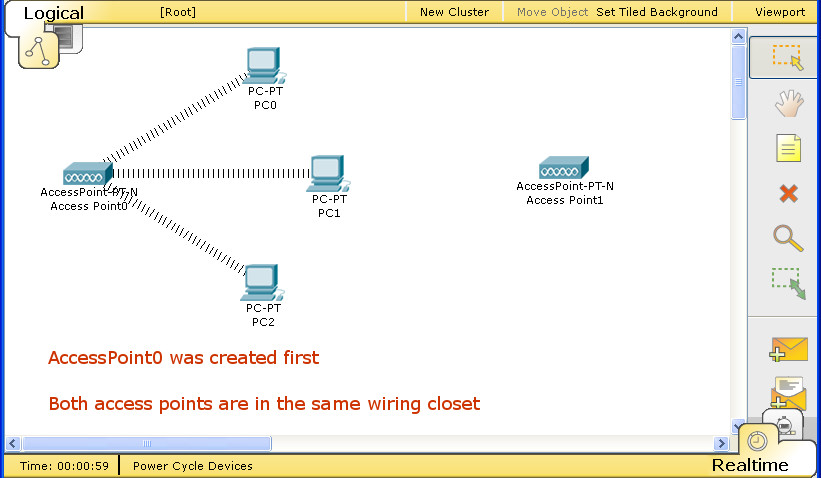 Logical [Root] New Cluster Move Object Set Tiled Background Viewport
PC-PT
PC0
AccessPoint-PT-N
Access Point0
PC-PT
PC1
AccessPoint-PT-N
Access Point1
PC-PT
PC2
AccessPoint0 was created first
Both access points are in the same wiring closet
Time: 00:00:59 Power Cycle Devices Realtime